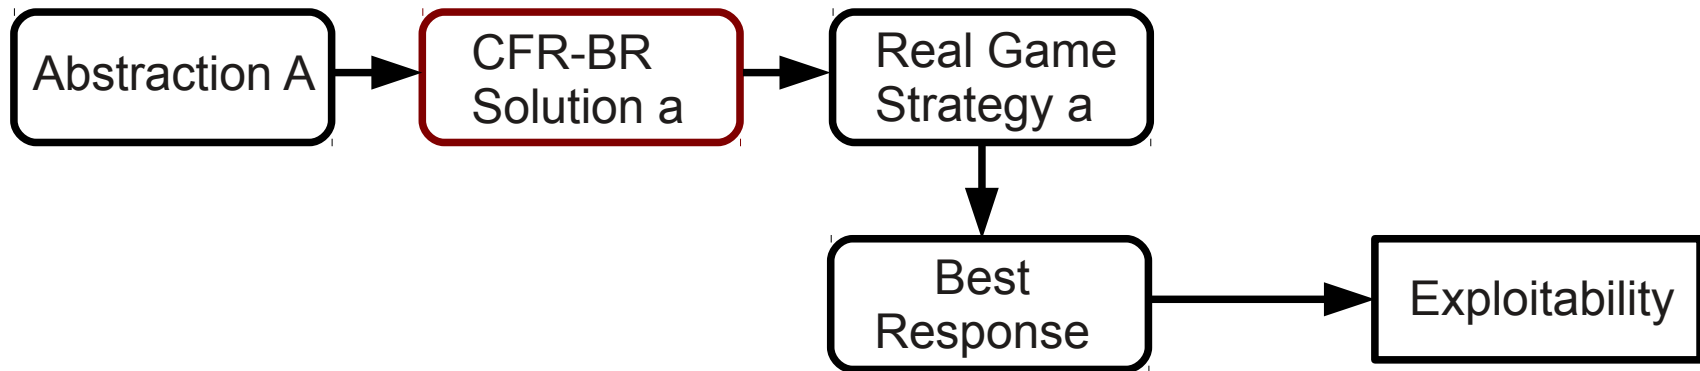 Abstraction A
CFR-BR
Solution a
Real Game
Strategy a
Best
Response
Exploitability